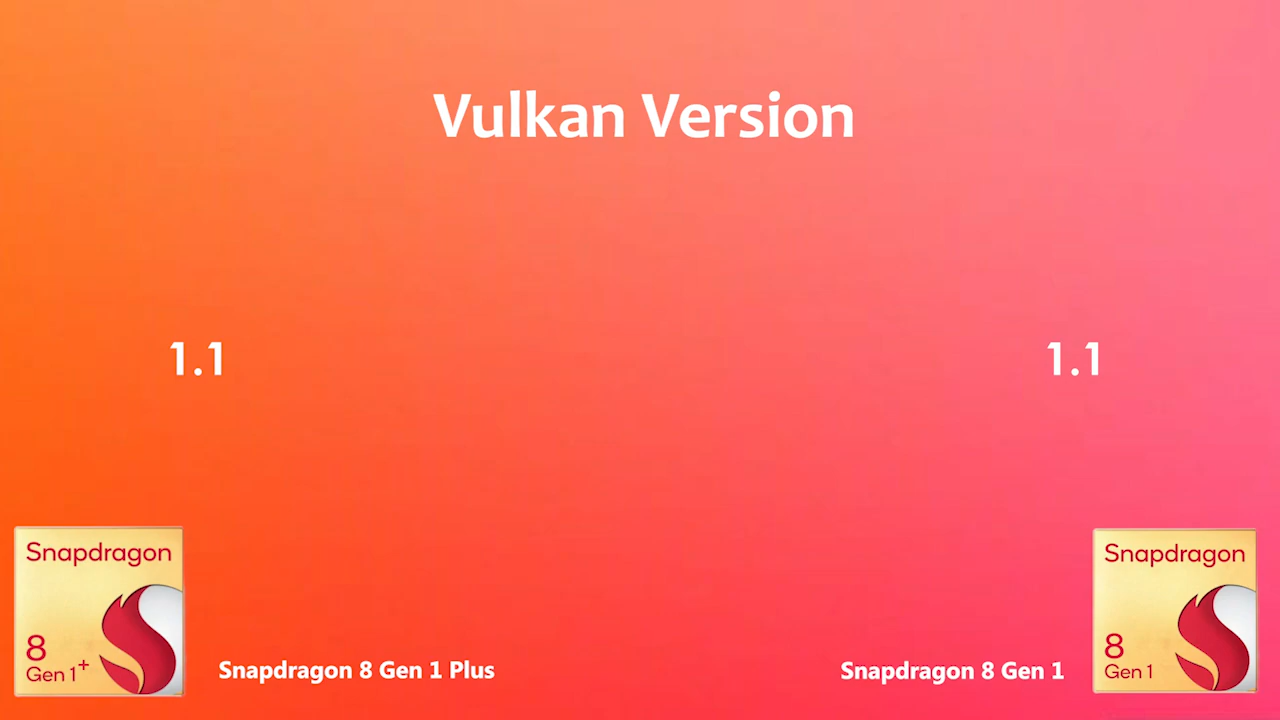 Vulkan Version
1.1
1.1
Snapdragon
8
Gen 1+
Snapdragon 8 Gen 1 Plus
Snapdragon 8 Gen 1
Snapdragon
8
Gen 1